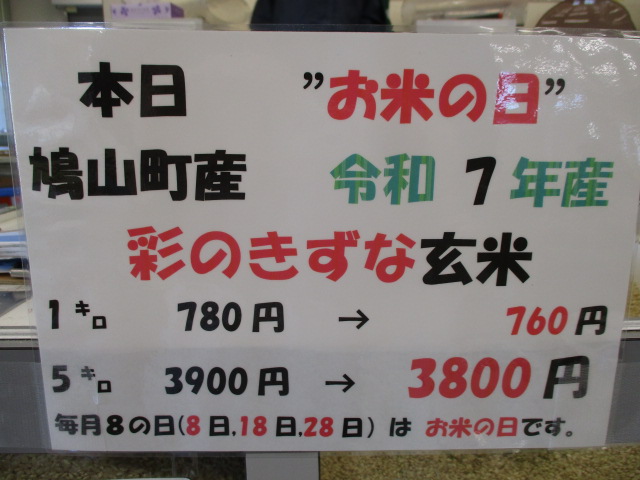 本日 ”お米の日”
鳩山町産 令和 7 年産
彩のきずな玄米
1㌔ 780円 → 760円
5㌔ 3900円 → 3800円
毎月8の日(8日,18日,28日) は お米の日です。